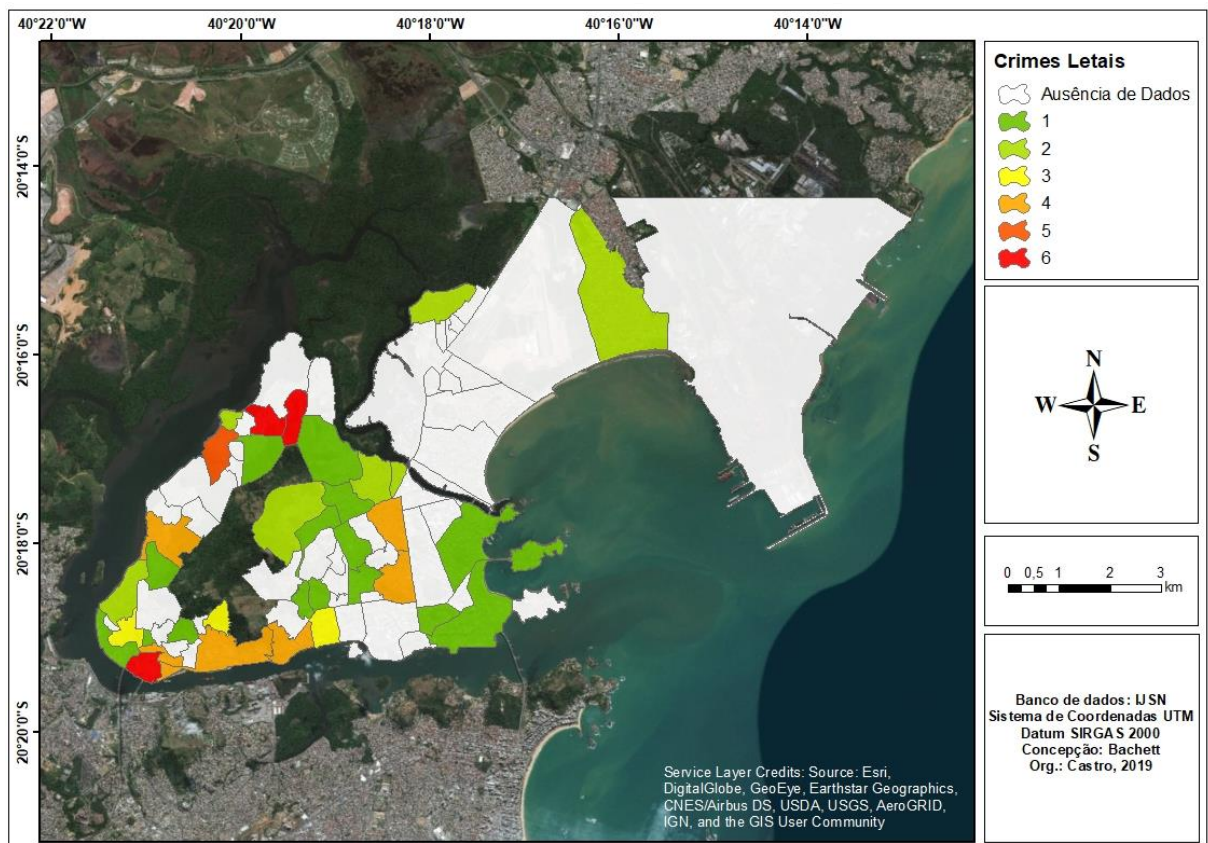 40°22'0"W 40°20'0"W 40°18'0"W 40°16'0"W 40°14'0"W
20°14'0"S
20°16'0"S
20°18'0"S
20°20'0"S
Crimes Letais
Ausência de Dados
1
2
3
4
5
6
N
W E
S
0 0,5 1 2 3
km
Banco de dados: IJSN
Sistema de Coordenadas UTM
Datum SIRGAS 2000
Concepção: Bachett
Org.: Castro, 2019
Service Layer Credits: Source: Esri,
DigitalGlobe, GeoEye, Earthstar Geographics,
CNES/Airbus DS, USDA, USGS, AeroGRID,
IGN, and the GIS User Community